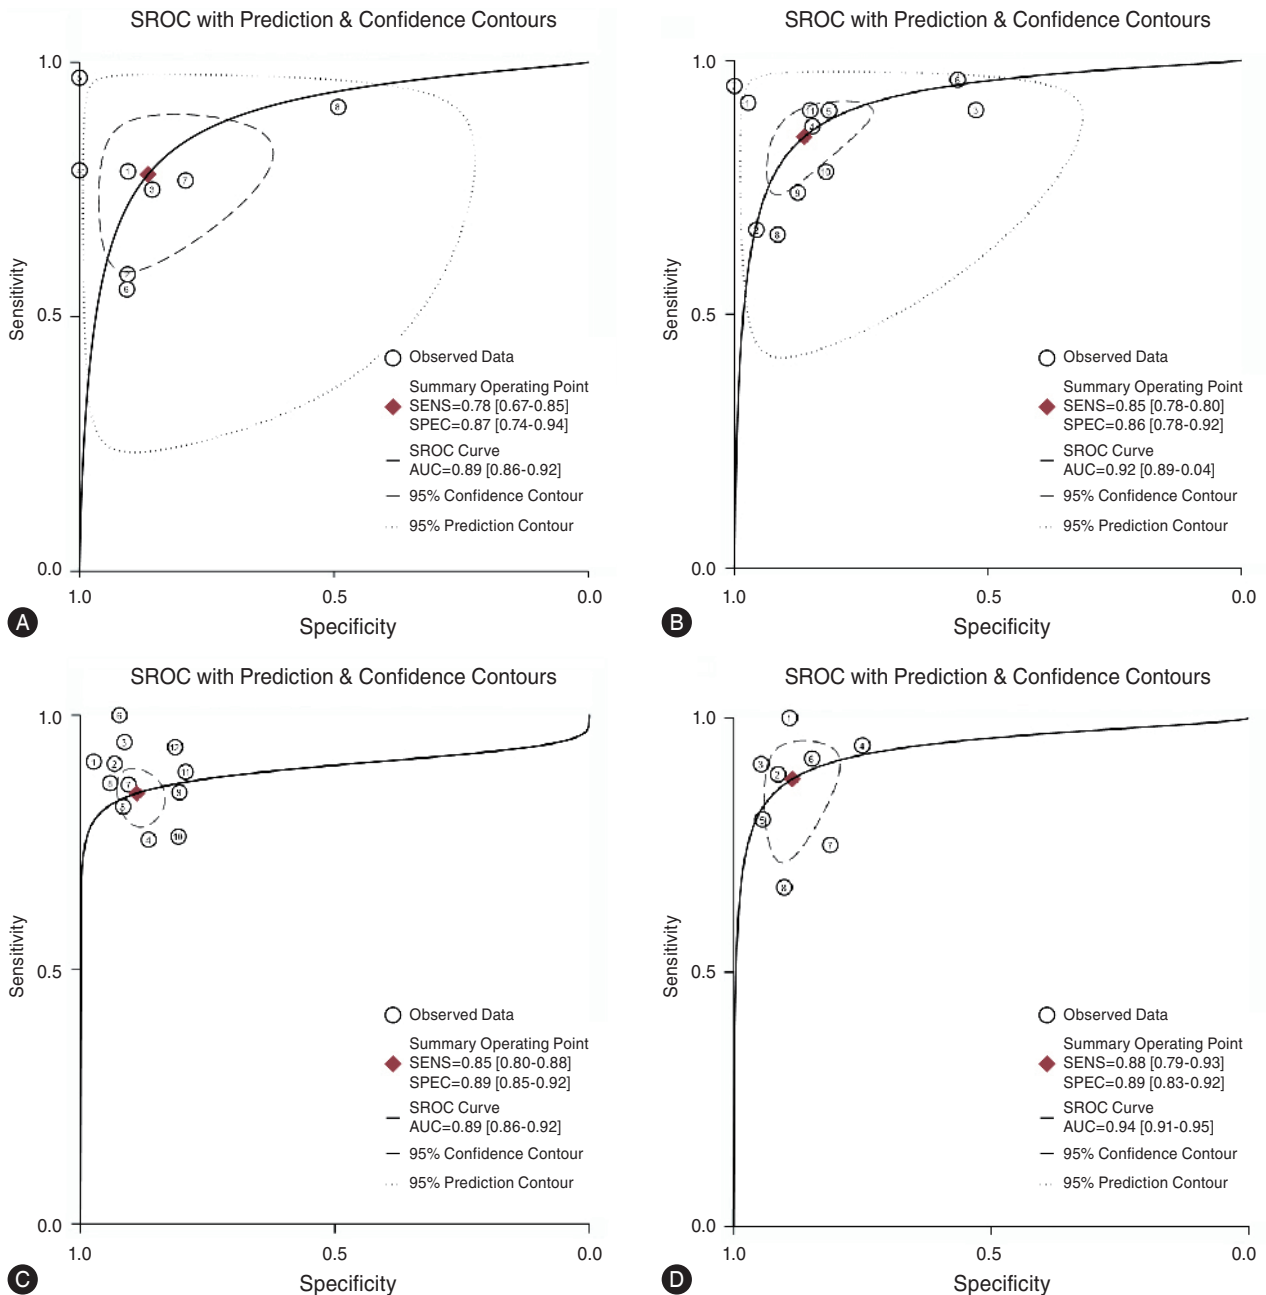 SROC with Prediction & Confidence Contours
1.0
0.5
0.0
Sensitivity
1.0
0.5
0.0
Specificity
Observed Data
Summary Operating Point
SENS=0.78 [0.67-0.85]
SPEC=0.87 [0.74-0.94]
SROC Curve
AUC=0.89 [0.86-0.92]
95% Confidence Contour
95% Prediction Contour
A
SROC with Prediction & Confidence Contours
1.0
0.5
0.0
Sensitivity
1.0
0.5
0.0
Specificity
Observed Data
Summary Operating Point
SENS=0.85 [0.78-0.80]
SPEC=0.86 [0.78-0.92]
SROC Curve
AUC=0.92 [0.89-0.04]
95% Confidence Contour
95% Prediction Contour
B
SROC with Prediction & Confidence Contours
1.0
0.5
0.0
Sensitivity
1.0
0.5
0.0
Specificity
Observed Data
Summary Operating Point
SENS=0.85 [0.80-0.88]
SPEC=0.89 [0.85-0.92]
SROC Curve
AUC=0.89 [0.86-0.92]
95% Confidence Contour
95% Prediction Contour
C
SROC with Prediction & Confidence Contours
1.0
0.5
0.0
Sensitivity
1.0
0.5
0.0
Specificity
Observed Data
Summary Operating Point
SENS=0.88 [0.79-0.93]
SPEC=0.89 [0.83-0.92]
SROC Curve
AUC=0.94 [0.91-0.95]
95% Confidence Contour
95% Prediction Contour
D